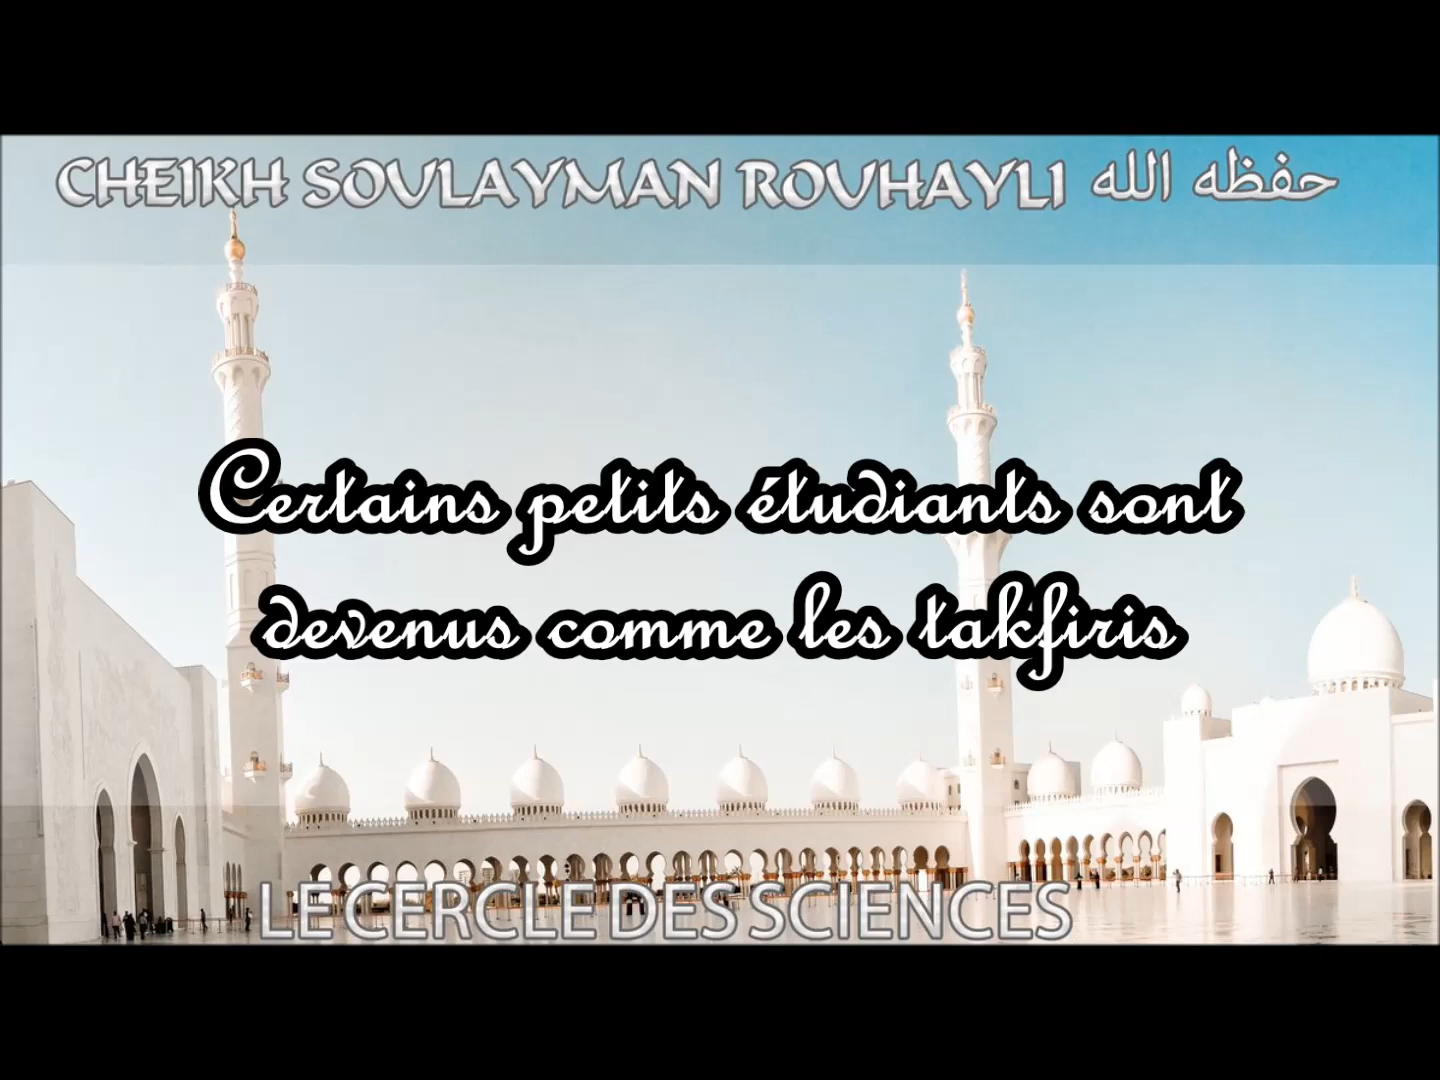 CHEIKH SOULAYMAN ROUHAYLI حفظه الله
Certains petits étudiants sont
devenus comme les takfiris
LE CERCLE DES SCIENCES